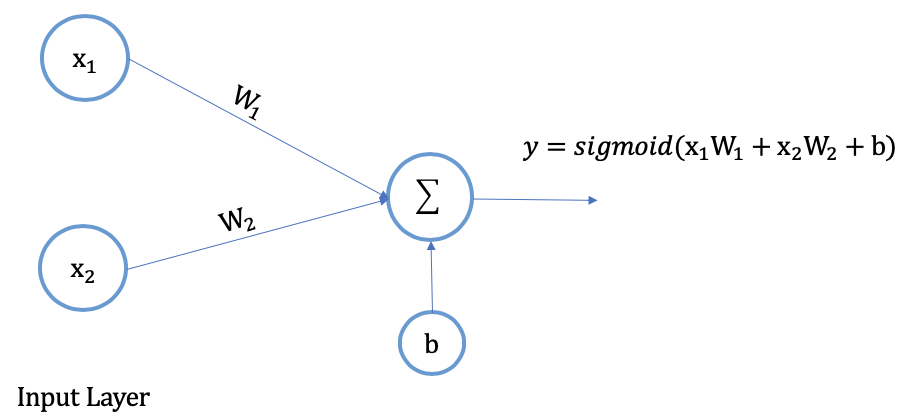 x₁
W₁
y = sigmoid(x₁W₁ + x₂W₂ + b)
∑
W₂
x₂
b
Input Layer